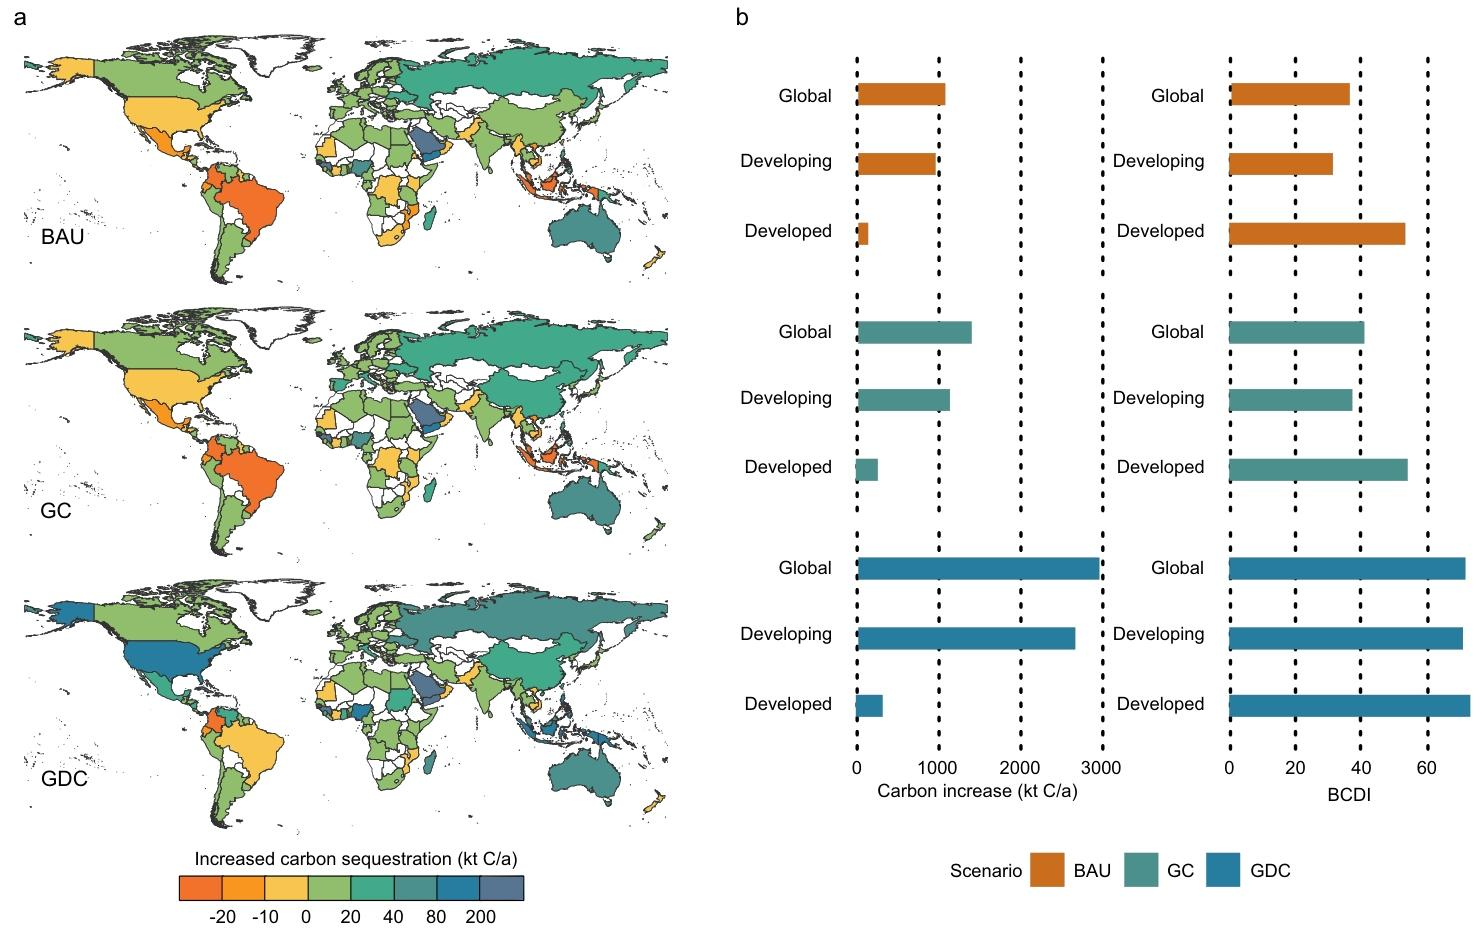 a
BAU
GC
GDC
Increased carbon sequestration (kt C/a)
-20 -10 0 20 40 80 200
b
Global Global
Developing Developing
Developed Developed
Global Global
Developing Developing
Developed Developed
Global Global
Developing Developing
Developed Developed
0 1000 2000 3000 0 20 40 60
Carbon increase (kt C/a) BCDI
Scenario BAU GC GDC